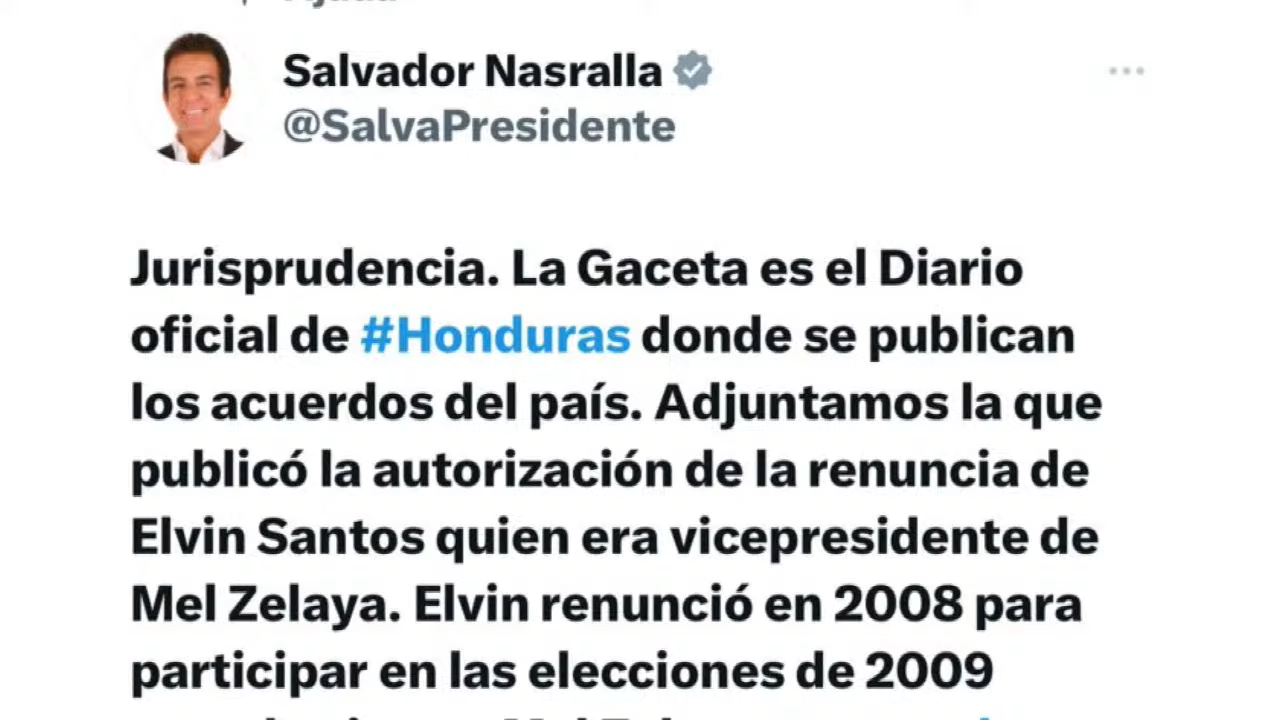 Salvador Nasralla
@SalvaPresidente
Jurisprudencia. La Gaceta es el Diario
oficial de #Honduras donde se publican
los acuerdos del país. Adjuntamos la que
publicó la autorización de la renuncia de
Elvin Santos quien era vicepresidente de
Mel Zelaya. Elvin renunció en 2008 para
participar en las elecciones de 2009